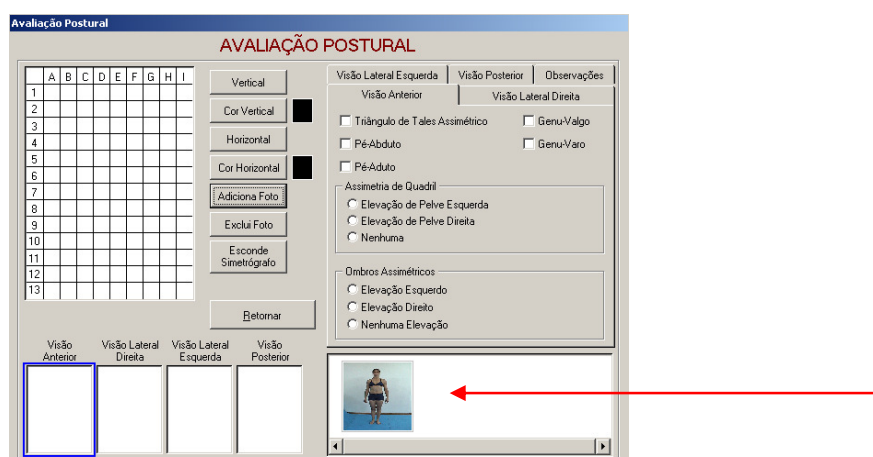 Avaliação Postural
AVALIAÇÃO POSTURAL
A B C D E F G H I
1
2
3
4
5
6
7
8
9
10
11
12
13
Vertical
Cor Vertical
Horizontal
Cor Horizontal
Adiciona Foto
Exclui Foto
Esconde
Simetrógrafo
Retornar
Visão Lateral Esquerda Visão Posterior Observações
Visão Anterior Visão Lateral Direita
Triângulo de Tales Assimétrico Genu-Valgo
Pé-Abduto Genu-Varo
Pé-Aduto
Assimetria de Quadril
Elevação de Pelve Esquerda
Elevação de Pelve Direita
Nenhuma
Ombros Assimétricos
Elevação Esquerdo
Elevação Direito
Nenhuma Elevação
Visão Visão Lateral Visão Lateral Visão
Anterior Direita Esquerda Posterior